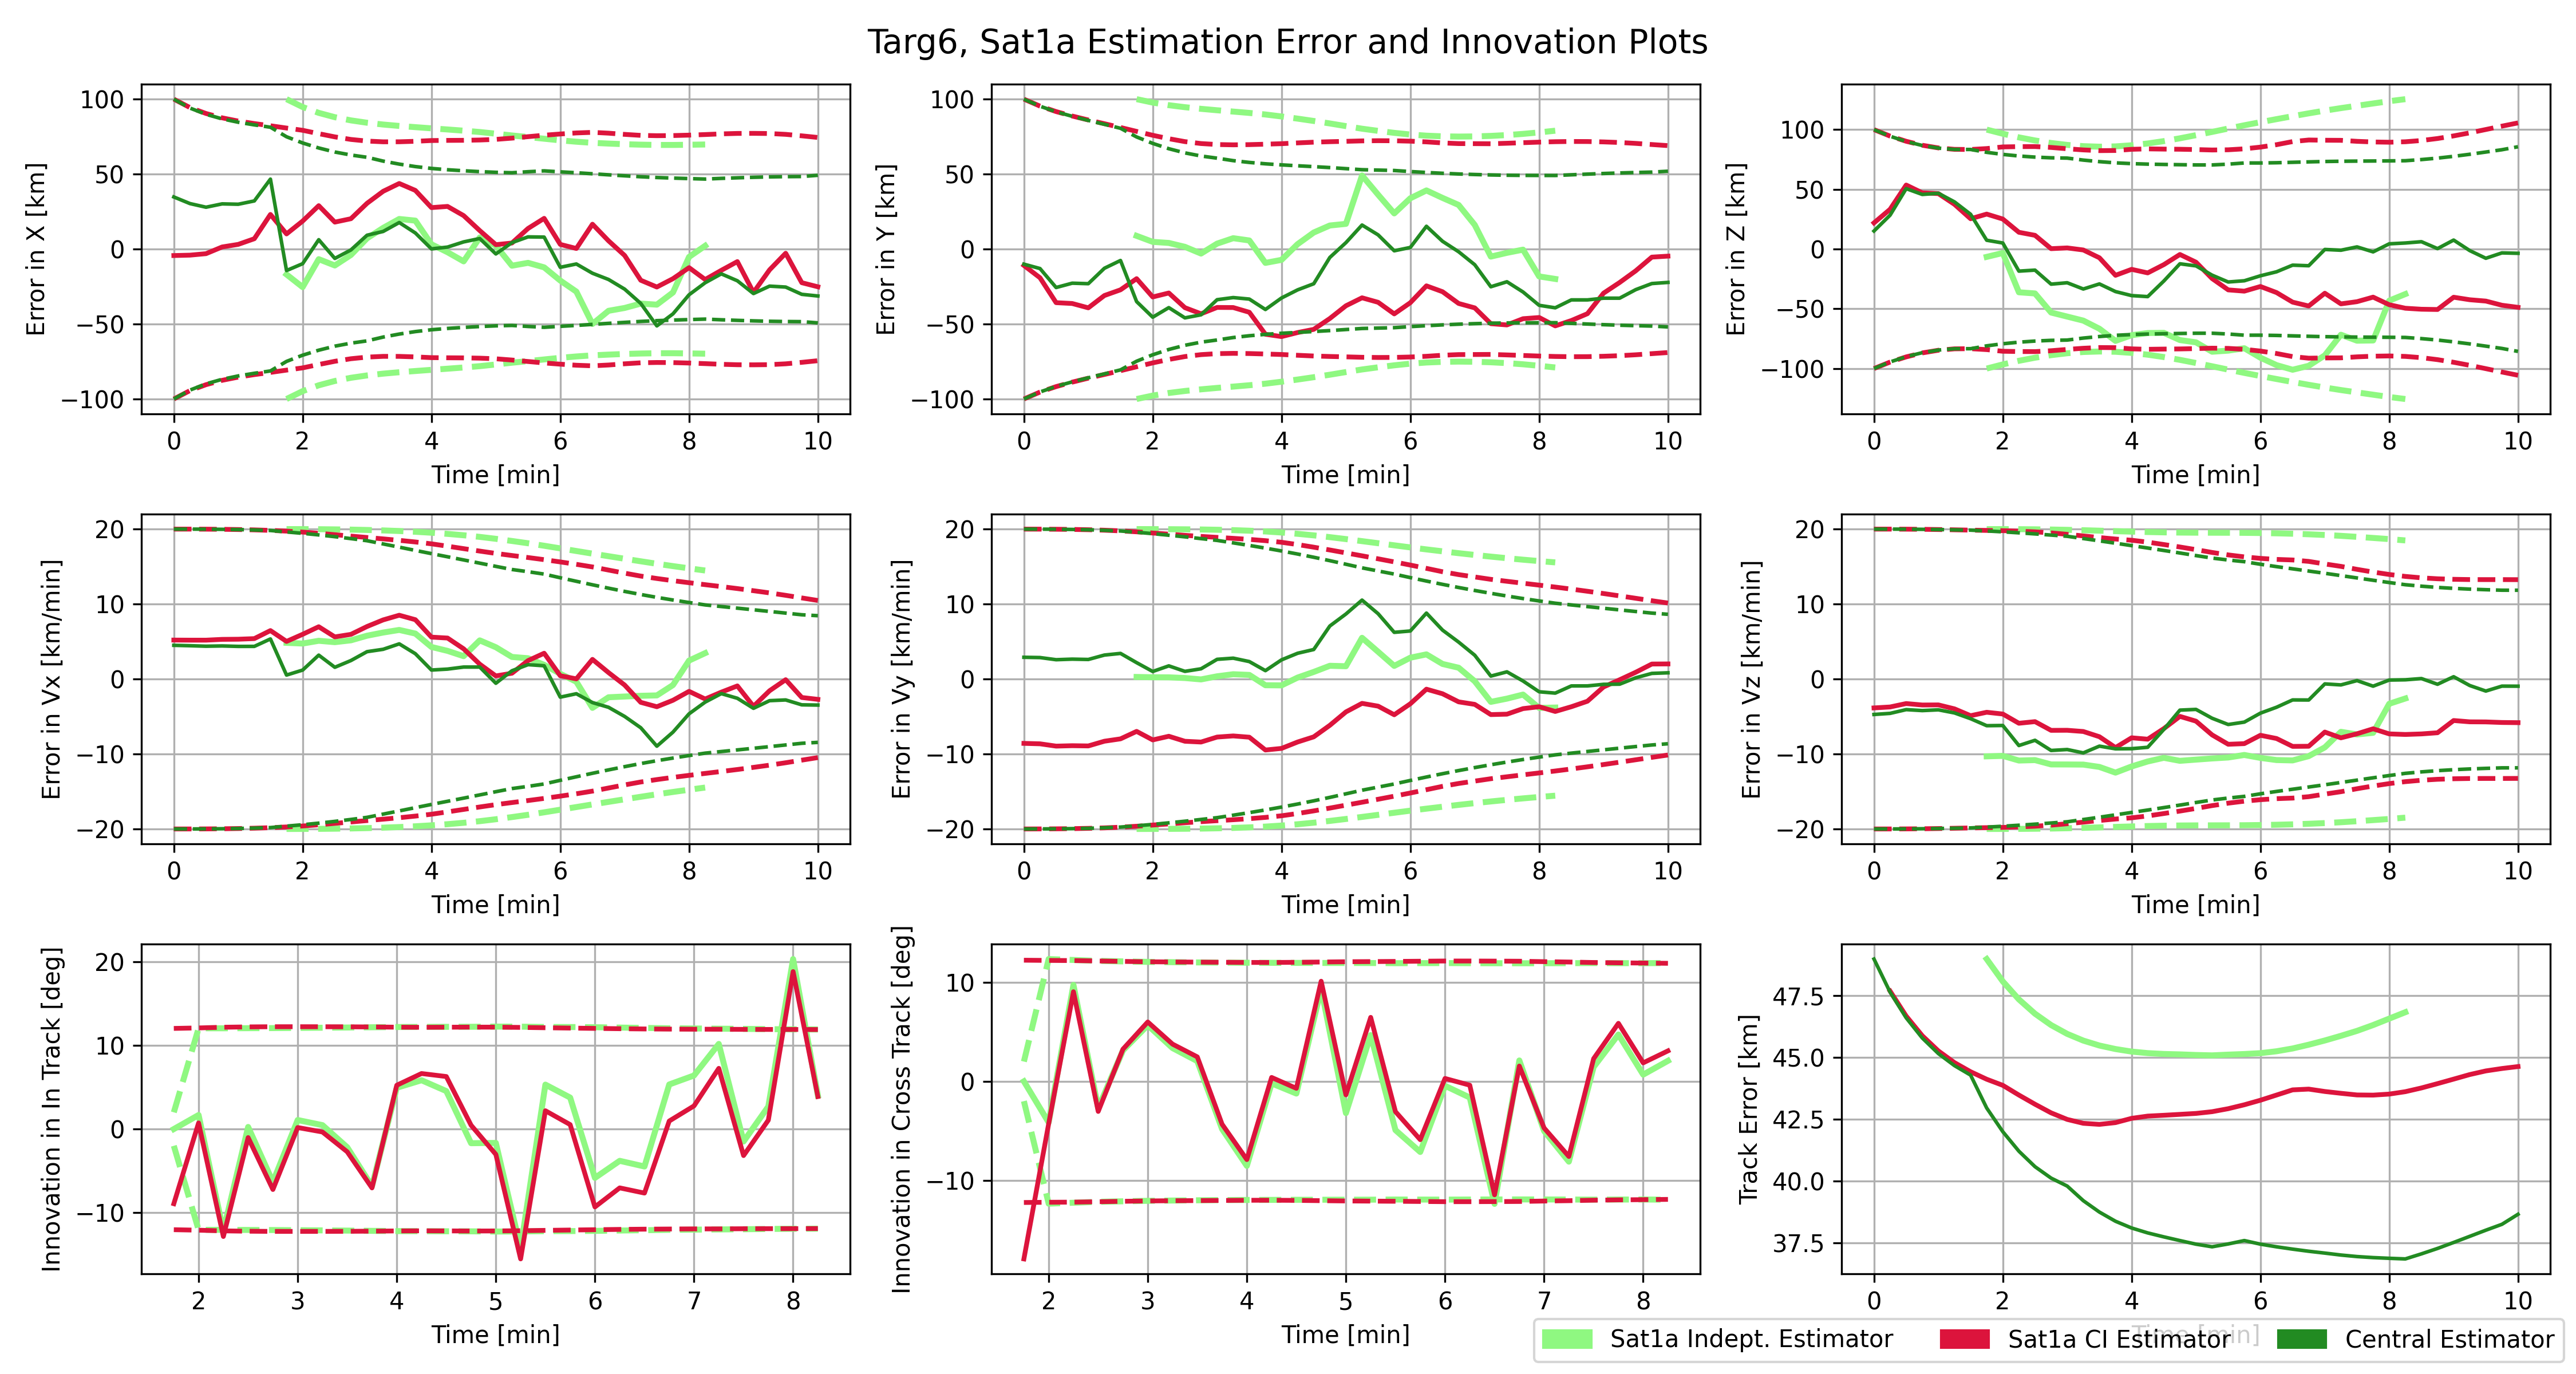 Targ6, Sat1a Estimation Error and Innovation Plots
100
50
0
−50
−100
Error in X [km]
0 2 4 6 8 10
Time [min]
100
50
0
−50
−100
Error in Y [km]
0 2 4 6 8 10
Time [min]
100
50
0
−50
−100
Error in Z [km]
0 2 4 6 8 10
Time [min]
20
10
0
−10
−20
Error in Vx [km/min]
0 2 4 6 8 10
Time [min]
20
10
0
−10
−20
Error in Vy [km/min]
0 2 4 6 8 10
Time [min]
20
10
0
−10
−20
Error in Vz [km/min]
0 2 4 6 8 10
Time [min]
20
10
0
−10
Innovation in In Track [deg]
2 3 4 5 6 7 8
Time [min]
10
0
−10
Innovation in Cross Track [deg]
2 3 4 5 6 7 8
Time [min]
47.5
45.0
42.5
40.0
37.5
Track Error [km]
0 2 4 6 8 10
Time [min]
Sat1a Indept. Estimator Sat1a CI Estimator Central Estimator